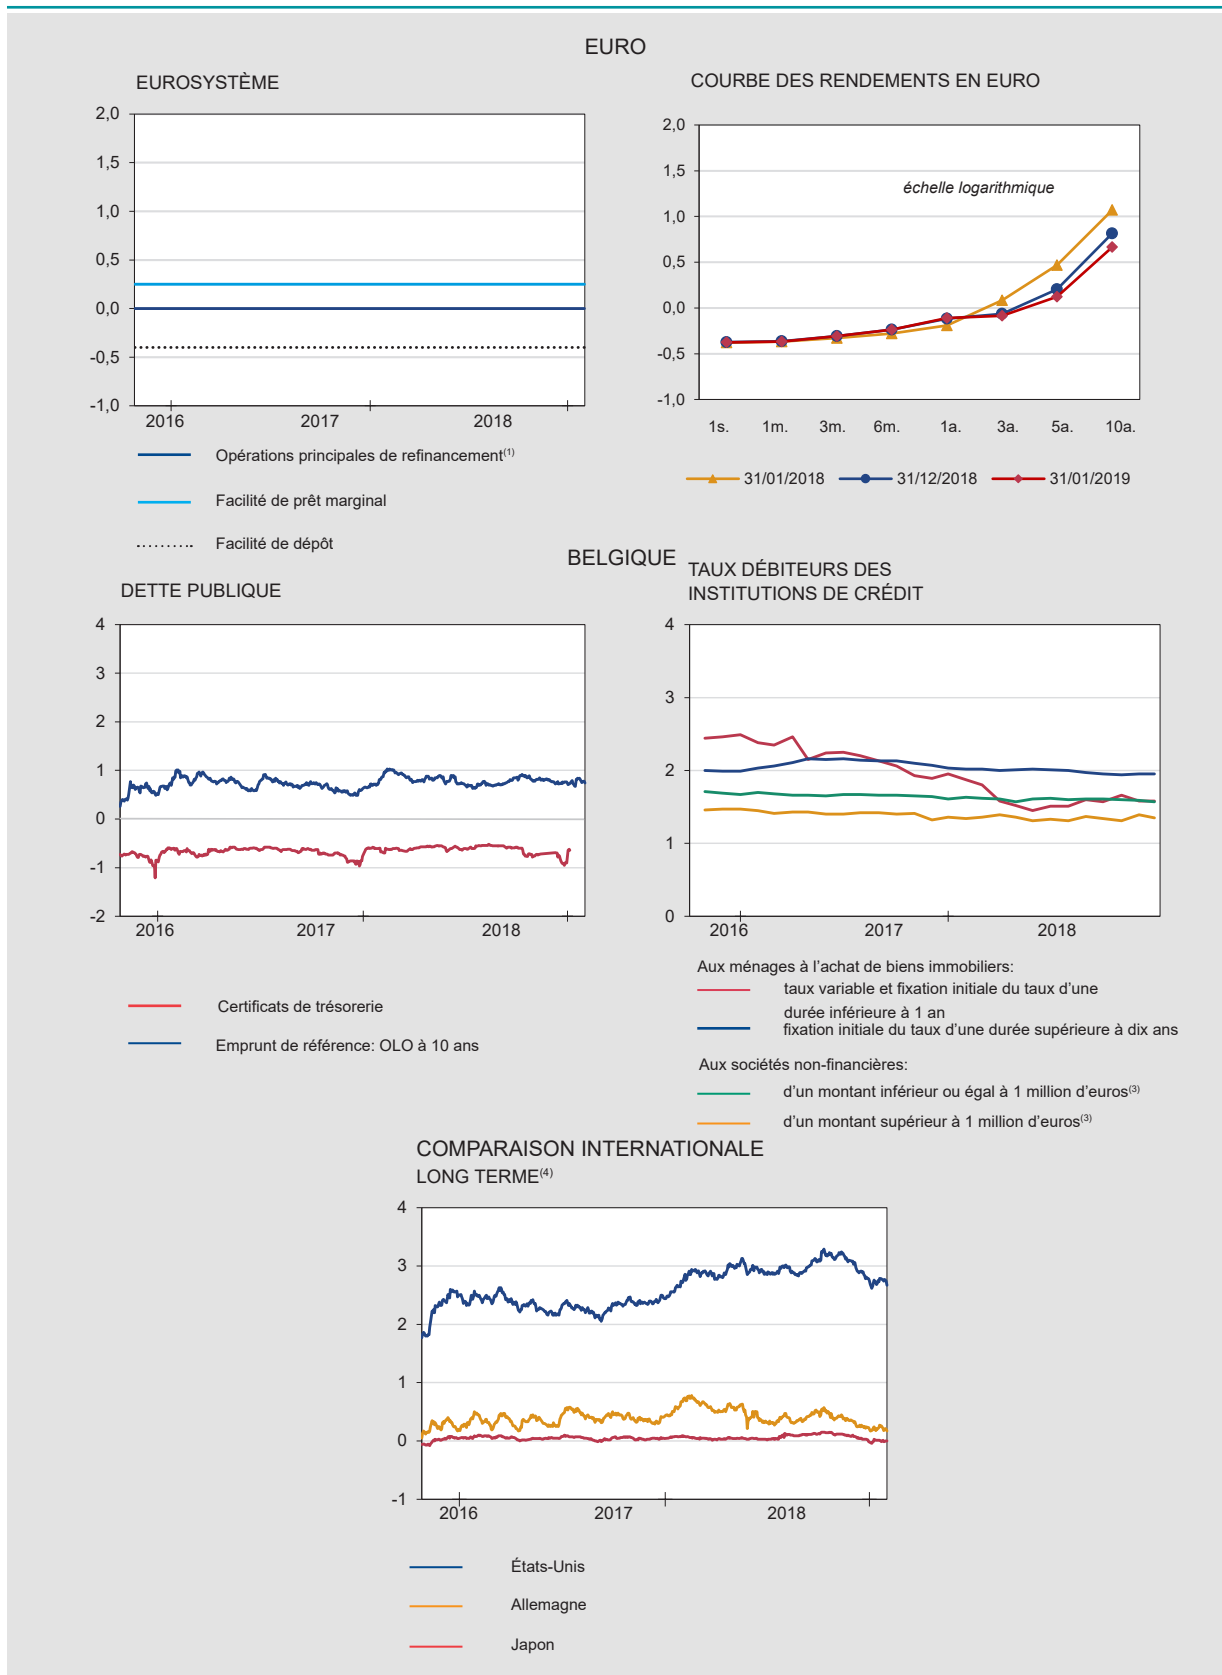 EURO
EUROSYSTÈME
2,0
1,5
1,0
0,5
0,0
-0,5
-1,0
2016 2017 2018
Opérations principales de refinancement(1)
Facilité de prêt marginal
Facilité de dépôt
COURBE DES RENDEMENTS EN EURO
2,0
1,5
1,0
0,5
0,0
-0,5
-1,0
échelle logarithmique
1s. 1m. 3m. 6m. 1a. 3a. 5a. 10a.
31/01/2018 31/12/2018 31/01/2019
BELGIQUE
DETTE PUBLIQUE
4
3
2
1
0
-1
-2
2016 2017 2018
Certificats de trésorerie
Emprunt de référence: OLO à 10 ans
TAUX DÉBITEURS DES
INSTITUTIONS DE CRÉDIT
4
3
2
1
0
2016 2017 2018
Aux ménages à l'achat de biens immobiliers:
taux variable et fixation initiale du taux d'une
durée inférieure à 1 an
fixation initiale du taux d'une durée supérieure à dix ans
Aux sociétés non-financières:
d'un montant inférieur ou égal à 1 million d'euros(3)
d'un montant supérieur à 1 million d'euros(3)
COMPARAISON INTERNATIONALE
LONG TERME(4)
4
3
2
1
0
-1
2016 2017 2018
États-Unis
Allemagne
Japon